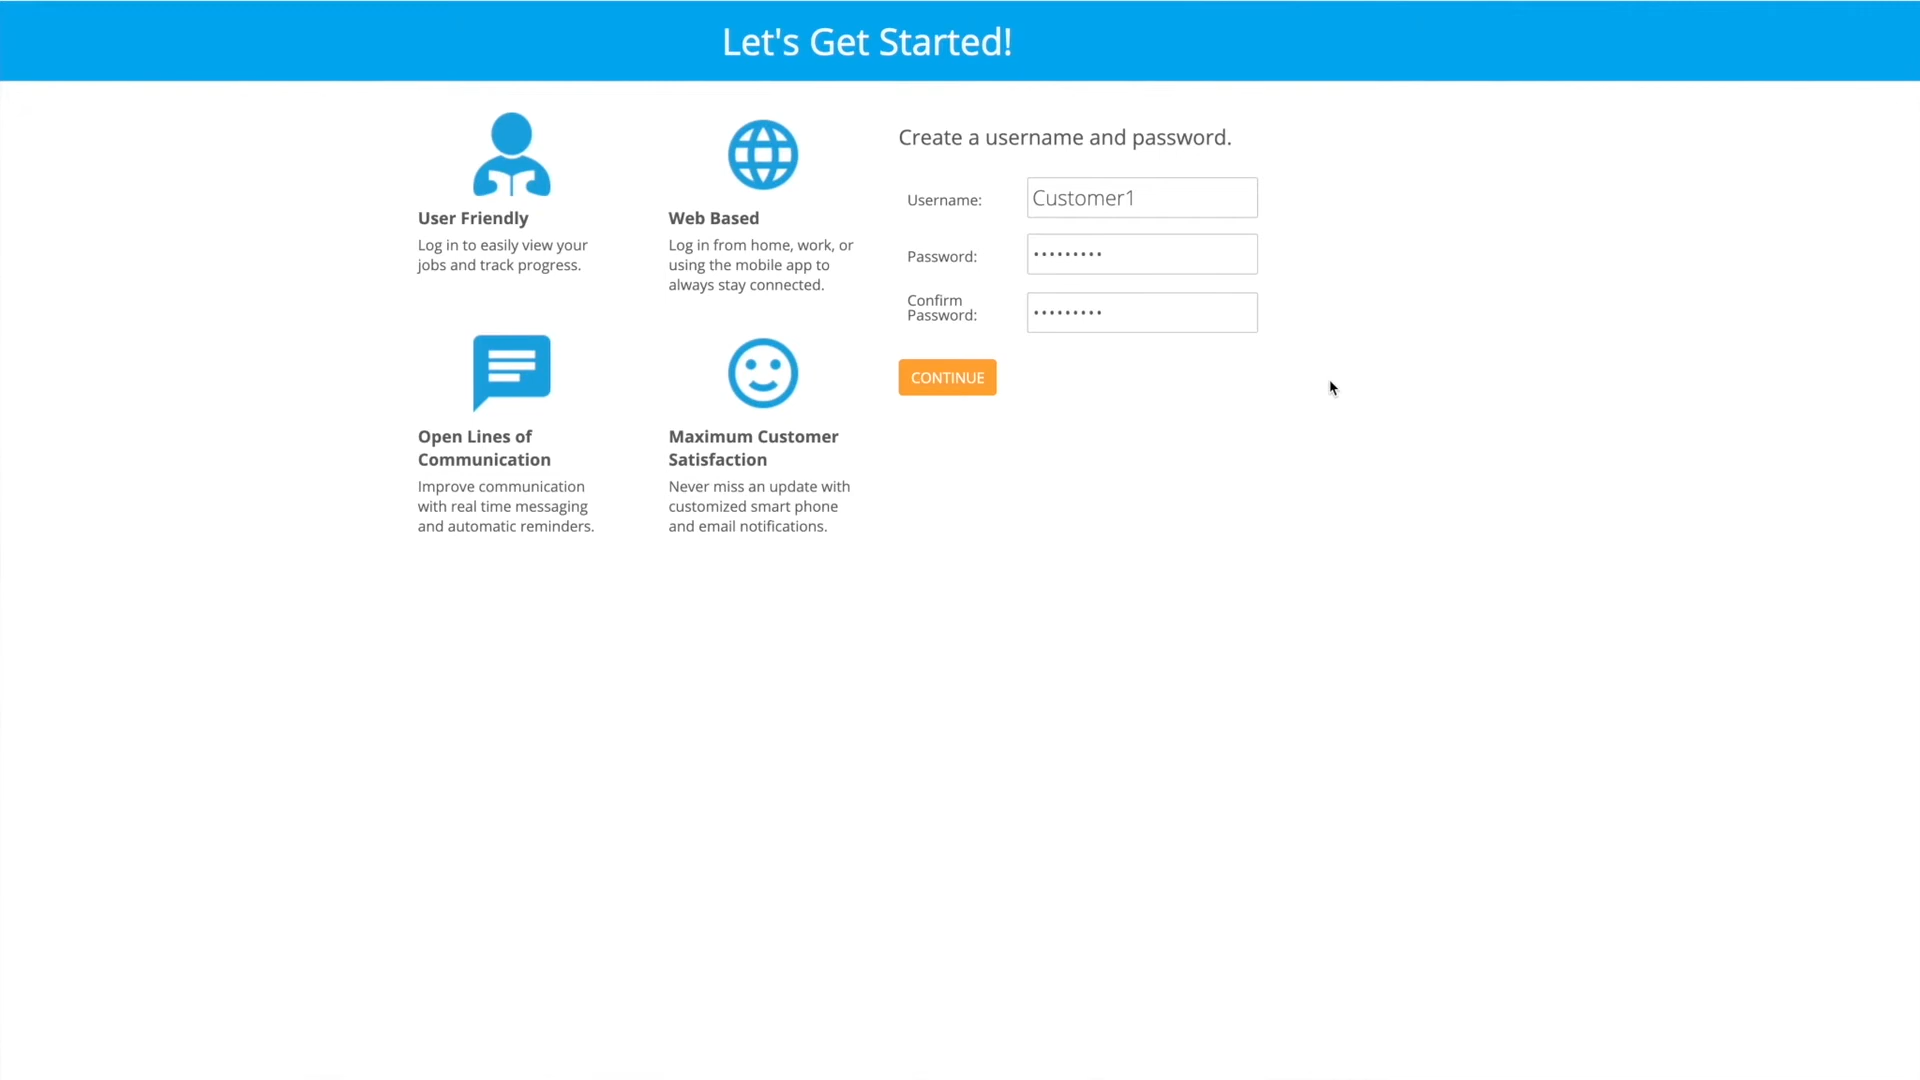 Let's Get Started!
User Friendly
Log in to easily view your
jobs and track progress.
Web Based
Log in from home, work, or
using the mobile app to
always stay connected.
Open Lines of
Communication
Improve communication
with real time messaging
and automatic reminders.
Maximum Customer
Satisfaction
Never miss an update with
customized smart phone
and email notifications.
Create a username and password.
Username: Customer1
Password: •••••••••
Confirm
Password: •••••••••
CONTINUE